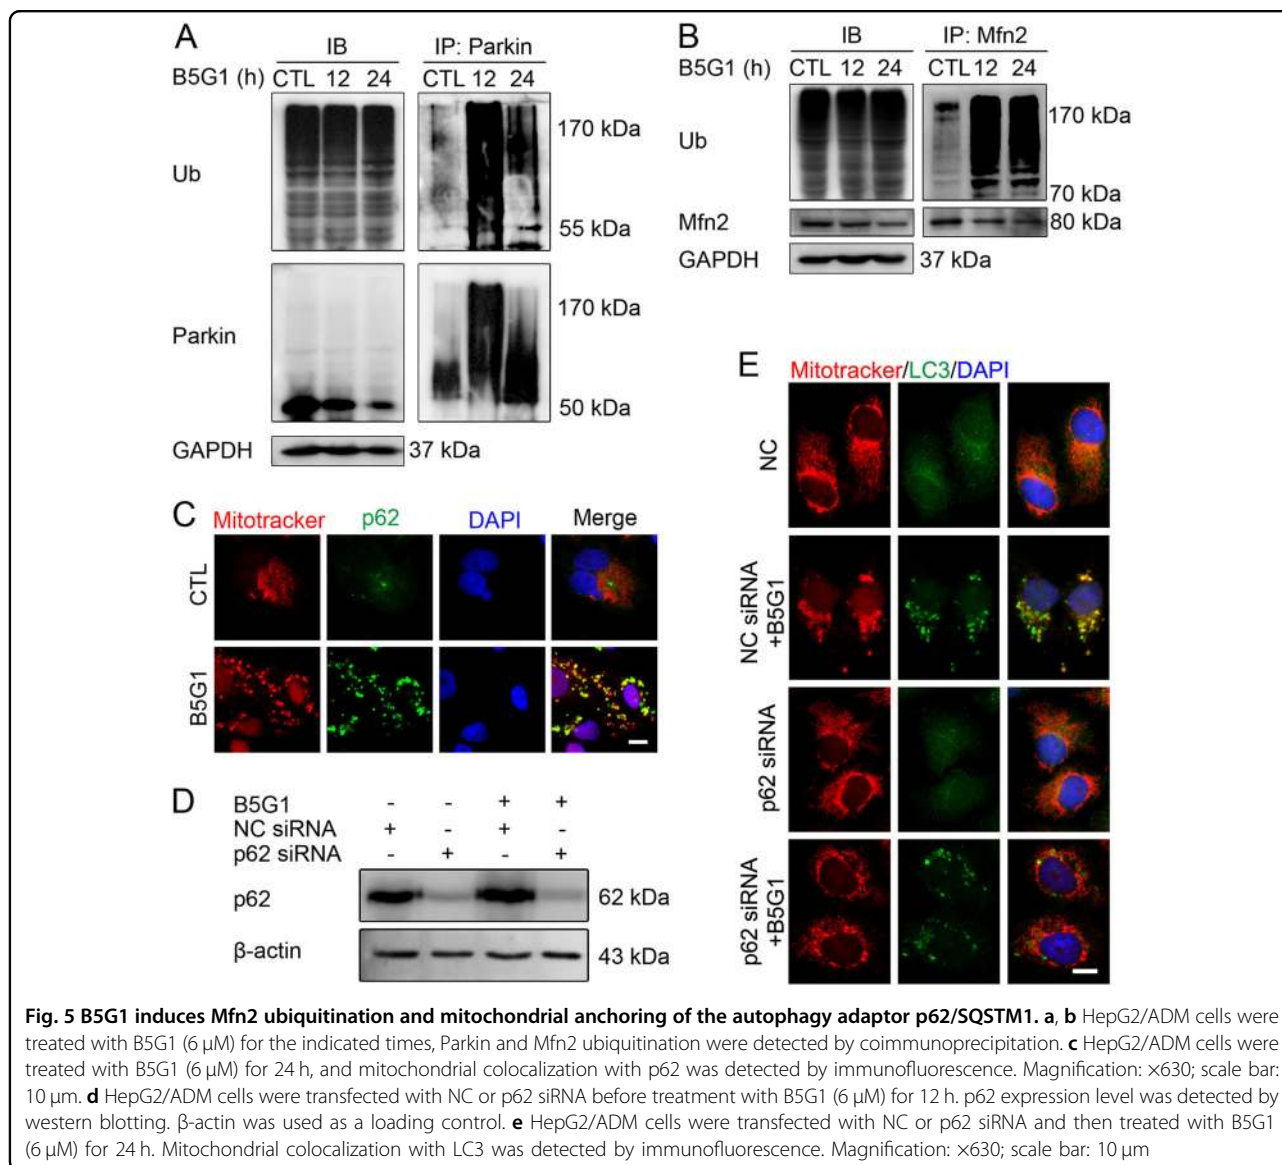 A
IB
IP: Parkin
B5G1 (h) CTL 12 24 CTL 12 24
Ub
170 kDa
55 kDa
Parkin
170 kDa
50 kDa
GAPDH 37 kDa
B
IB
IP: Mfn2
B5G1 (h) CTL 12 24 CTL 12 24
Ub
170 kDa
70 kDa
Mfn2 80 kDa
GAPDH 37 kDa
C
Mitotracker p62 DAPI Merge
CTL
B5G1
D
B5G1 - - + +
NC siRNA + - + -
p62 siRNA - + - +
p62 62 kDa
β-actin 43 kDa
E
Mitotracker/LC3/DAPI
NC
NC siRNA
+B5G1
p62 siRNA
p62 siRNA
+B5G1
Fig. 5 B5G1 induces Mfn2 ubiquitination and mitochondrial anchoring of the autophagy adaptor p62/SQSTM1. a, b HepG2/ADM cells were
treated with B5G1 (6 μM) for the indicated times, Parkin and Mfn2 ubiquitination were detected by coimmunoprecipitation. c HepG2/ADM cells were
treated with B5G1 (6 μM) for 24 h, and mitochondrial colocalization with p62 was detected by immunofluorescence. Magnification: ×630; scale bar:
10 μm. d HepG2/ADM cells were transfected with NC or p62 siRNA before treatment with B5G1 (6 μM) for 12 h. p62 expression level was detected by
western blotting. β-actin was used as a loading control. e HepG2/ADM cells were transfected with NC or p62 siRNA and then treated with B5G1
(6 μM) for 24 h. Mitochondrial colocalization with LC3 was detected by immunofluorescence. Magnification: ×630; scale bar: 10 μm